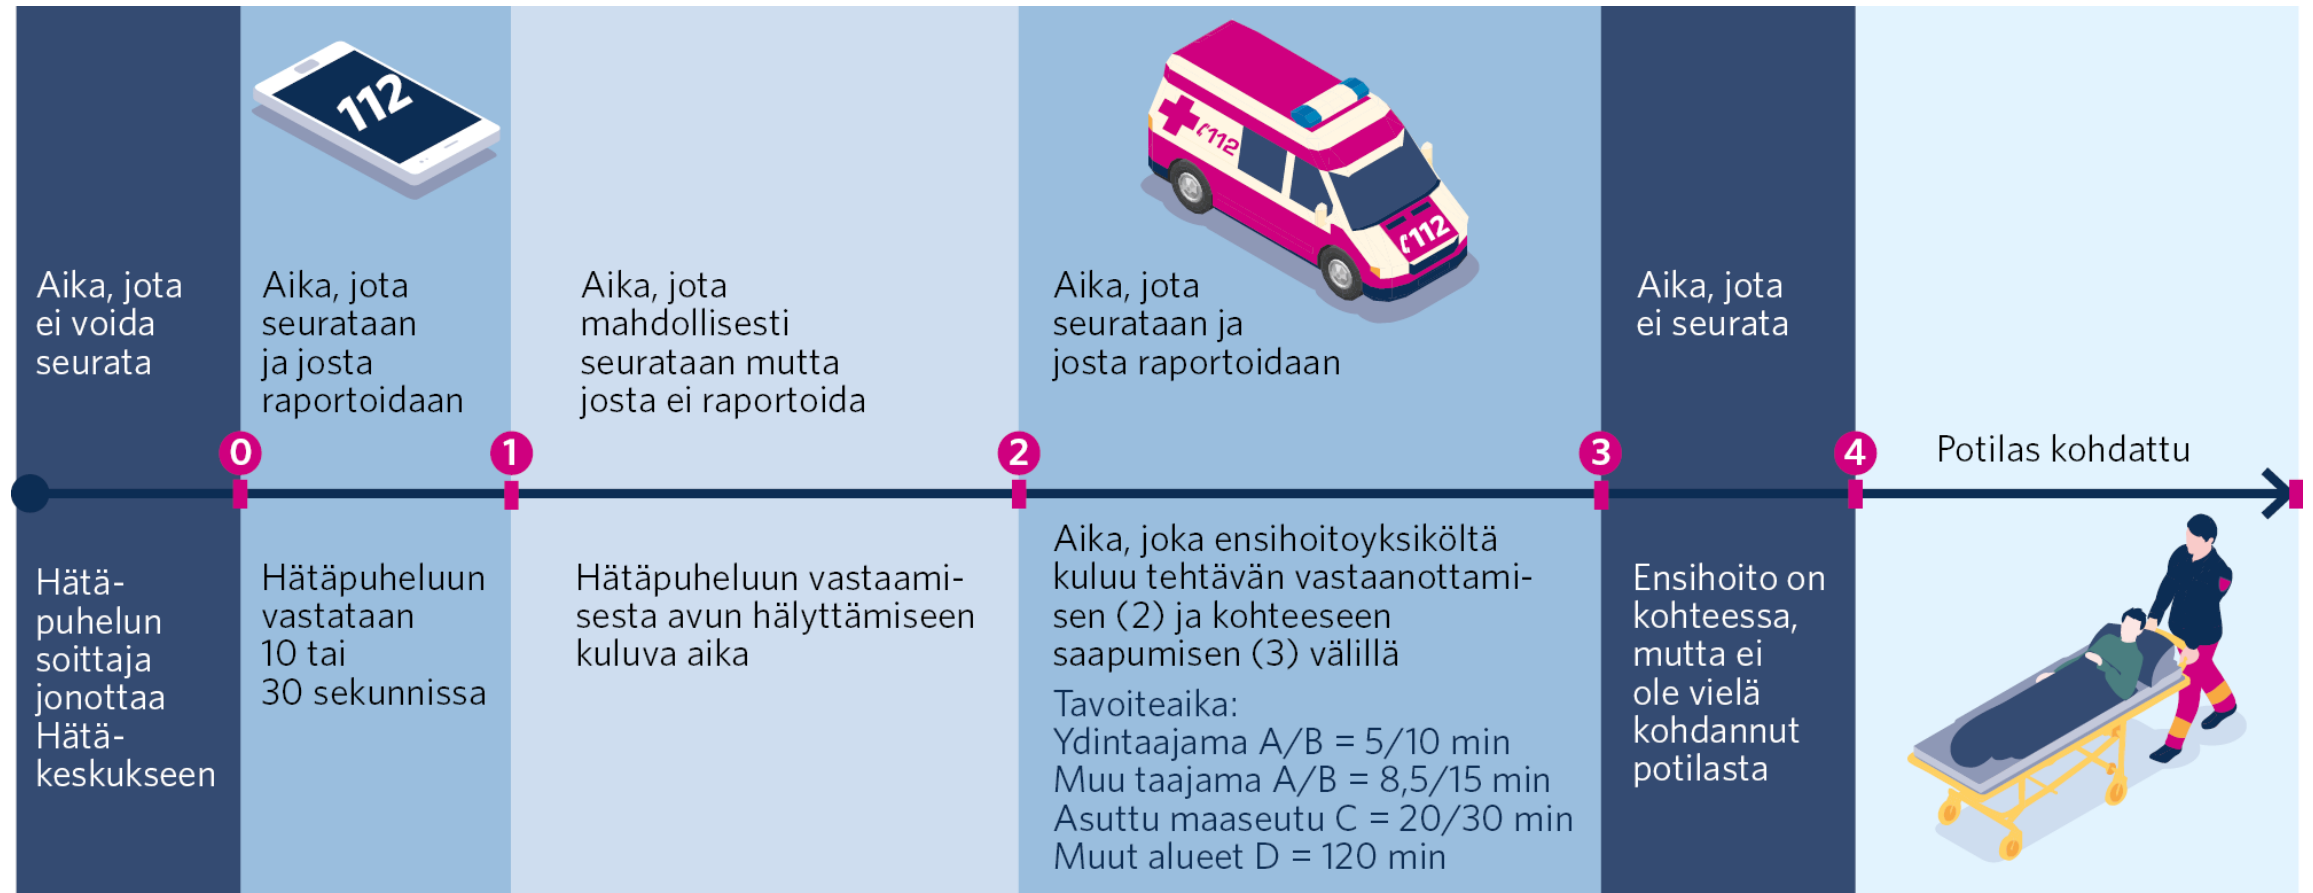 112
112
112
Aika, jota
ei voida
seurata
Aika, jota
seurataan
ja josta
raportoidaan
Aika, jota
mahdollisesti
seurataan mutta
josta ei raportoida
Aika, jota
seurataan ja
josta raportoidaan
Aika, jota
ei seurata
0
1
2
3
4
Potilas kohdattu
Hätä-
puhelun
soittaja
jonottaa
Hätä-
keskukseen
Hätäpuheluun
vastataan
10 tai
30 sekunnissa
Hätäpuheluun vastaami-
sesta avun hälyttämiseen
kuluva aika
Aika, joka ensihoitoyksiköltä
kuluu tehtävän vastaanottami-
sen (2) ja kohteeseen
saapumisen (3) välillä
Tavoiteaika:
Ydintaajama A/B = 5/10 min
Muu taajama A/B = 8,5/15 min
Asuttu maaseutu C = 20/30 min
Muut alueet D = 120 min
Ensihoito on
kohteessa,
mutta ei
ole vielä
kohdannut
potilasta